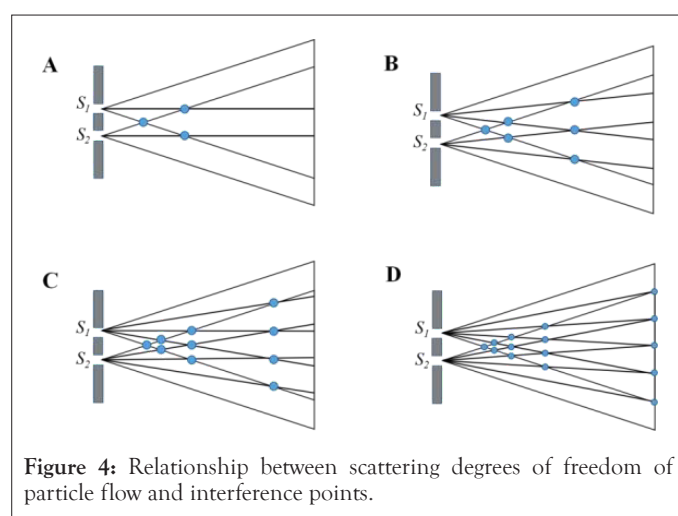 A
S1
S2
B
S1
S2
C
S1
S2
D
S1
S2
Figure 4: Relationship between scattering degrees of freedom of
particle flow and interference points.